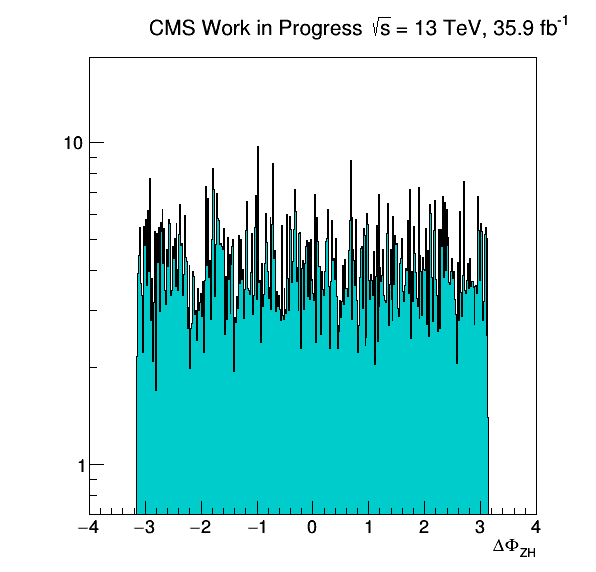 CMS Work in Progress √s = 13 TeV, 35.9 fb⁻¹
10
1
−4 −3 −2 −1 0 1 2 3 4
ΔΦ_ZH